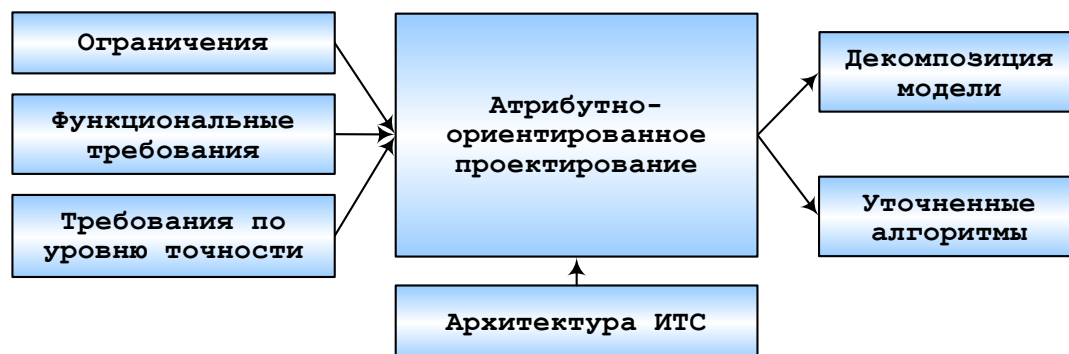 Ограничения
Функциональные
требования
Требования по
уровню точности
Атрибутно-
ориентированное
проектирование
Архитектура ИТС
Декомпозиция
модели
Уточненные
алгоритмы